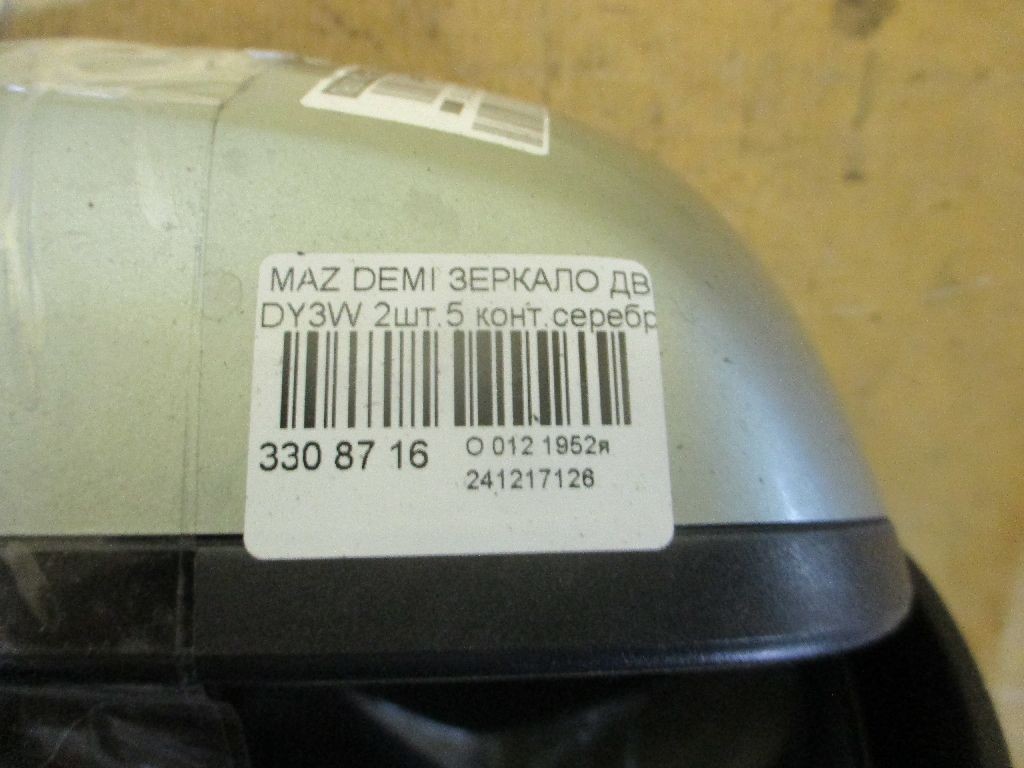 MAZ DEMI ЗЕРКАЛО ДВ
DY3W 2шт.5 конт.серебр
330 87 16
О 012 1952я
241217126